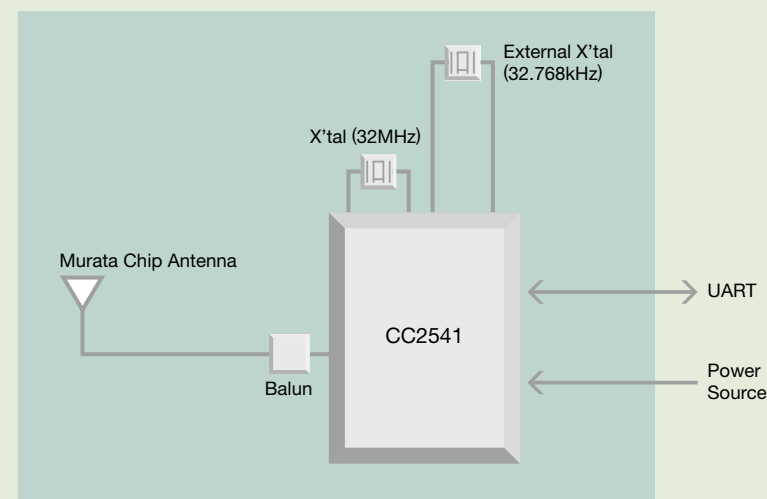 External X’tal
(32.768kHz)
X’tal (32MHz)
Murata Chip Antenna
UART
CC2541
Power
Source
Balun